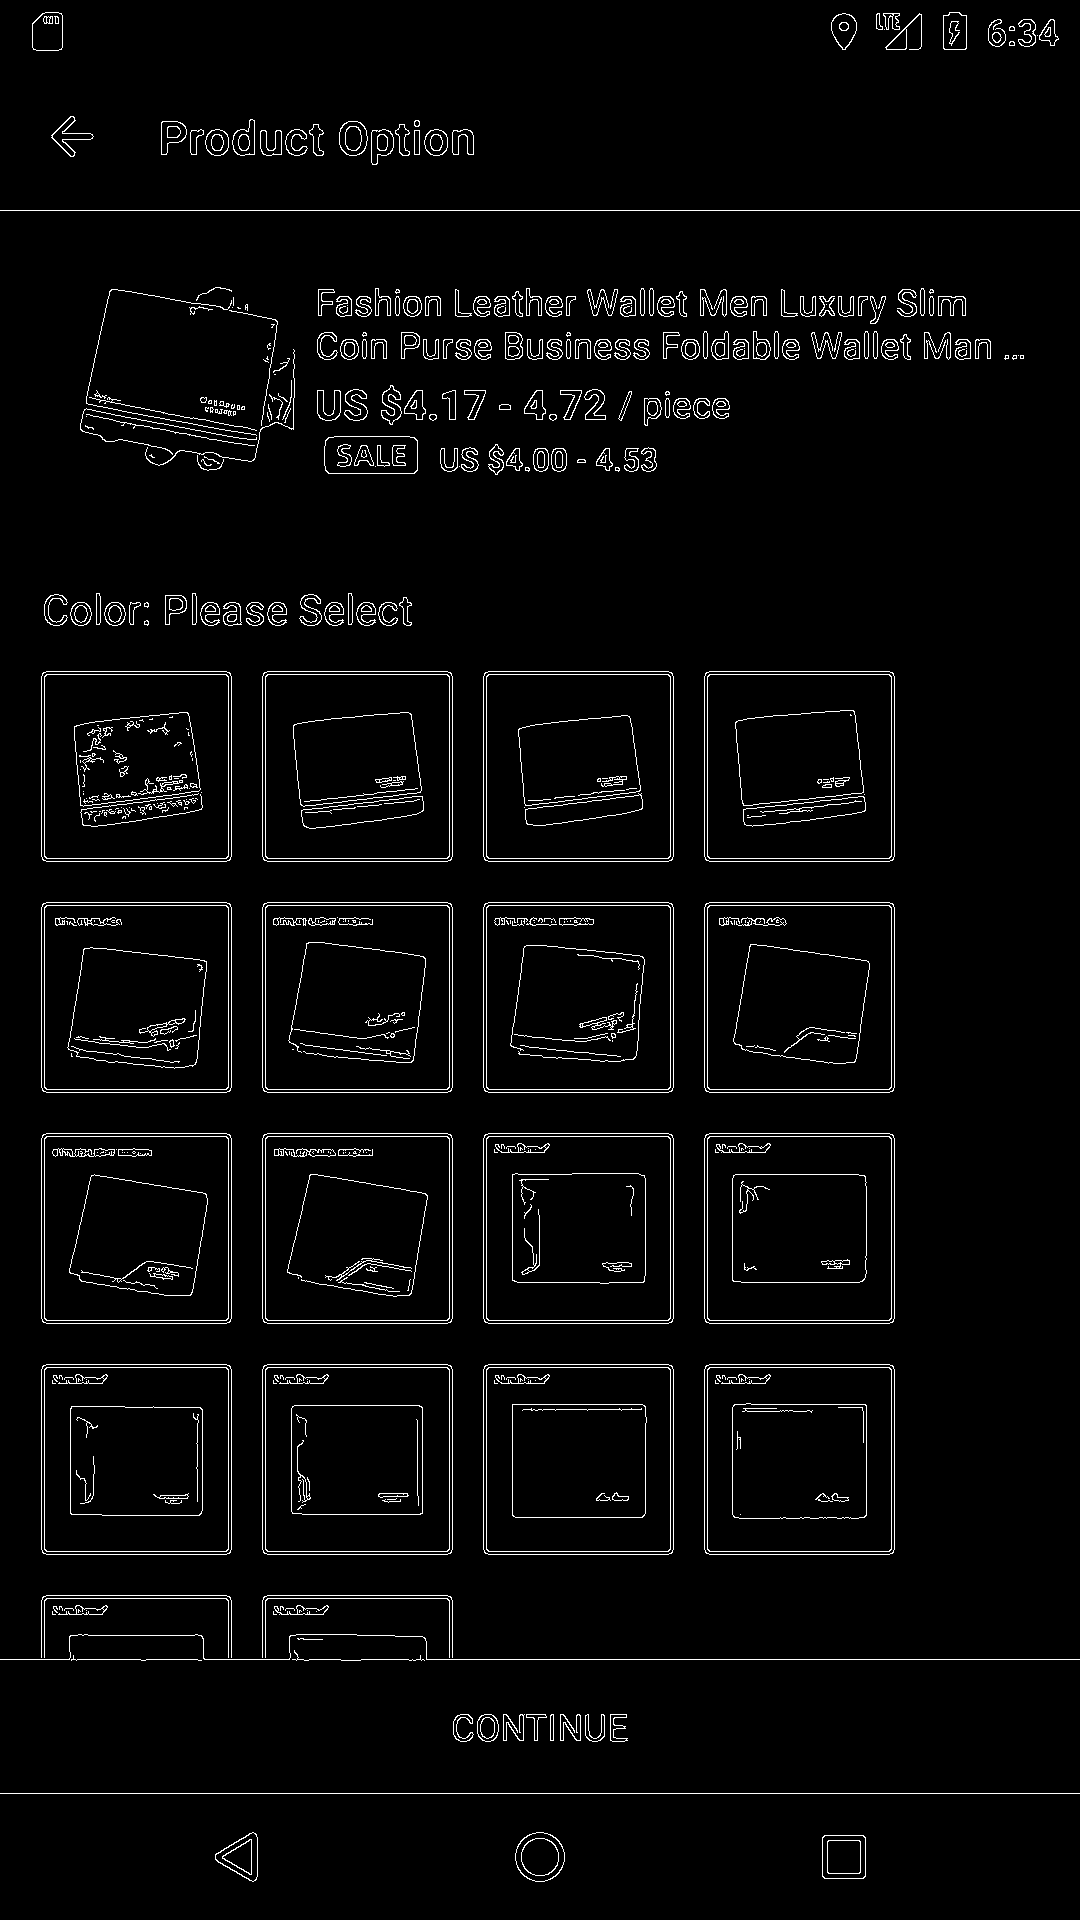 LTE 6:34
Product Option
Fashion Leather Wallet Men Luxury Slim
Coin Purse Business Foldable Wallet Man ...
US $4.17 - 4.72 / piece
SALE US $4.00 - 4.53
Color: Please Select
CONTINUE